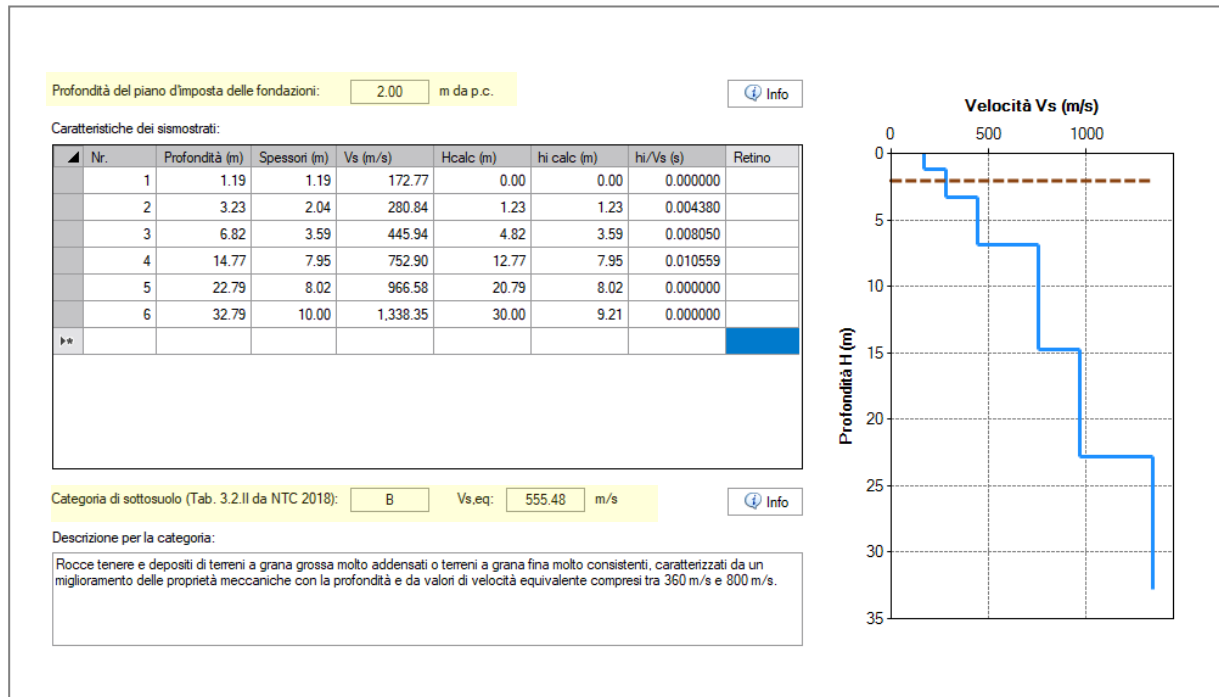 Profondità del piano d'imposta delle fondazioni: 2.00 m da p.c. Info
Caratteristiche dei sismostrati:
Nr. Profondità (m) Spessori (m) Vs (m/s) Hcalc (m) hi calc (m) hi/Vs (s) Retino
1 1.19 1.19 172.77 0.00 0.00 0.000000
2 3.23 2.04 280.84 1.23 1.23 0.004380
3 6.82 3.59 445.94 4.82 3.59 0.008050
4 14.77 7.95 752.90 12.77 7.95 0.010559
5 22.79 8.02 966.58 20.79 8.02 0.000000
6 32.79 10.00 1,338.35 30.00 9.21 0.000000
Categoria di sottosuolo (Tab. 3.2.II da NTC 2018): B Vs,eq: 555.48 m/s Info
Descrizione per la categoria:
Rocce tenere e depositi di terreni a grana grossa molto addensati o terreni a grana fina molto consistenti, caratterizzati da un
miglioramento delle proprietà meccaniche con la profondità e da valori di velocità equivalente compresi tra 360 m/s e 800 m/s.
Velocità Vs (m/s)
0 500 1000
0
5
10
15
20
25
30
35
Profondità H (m)